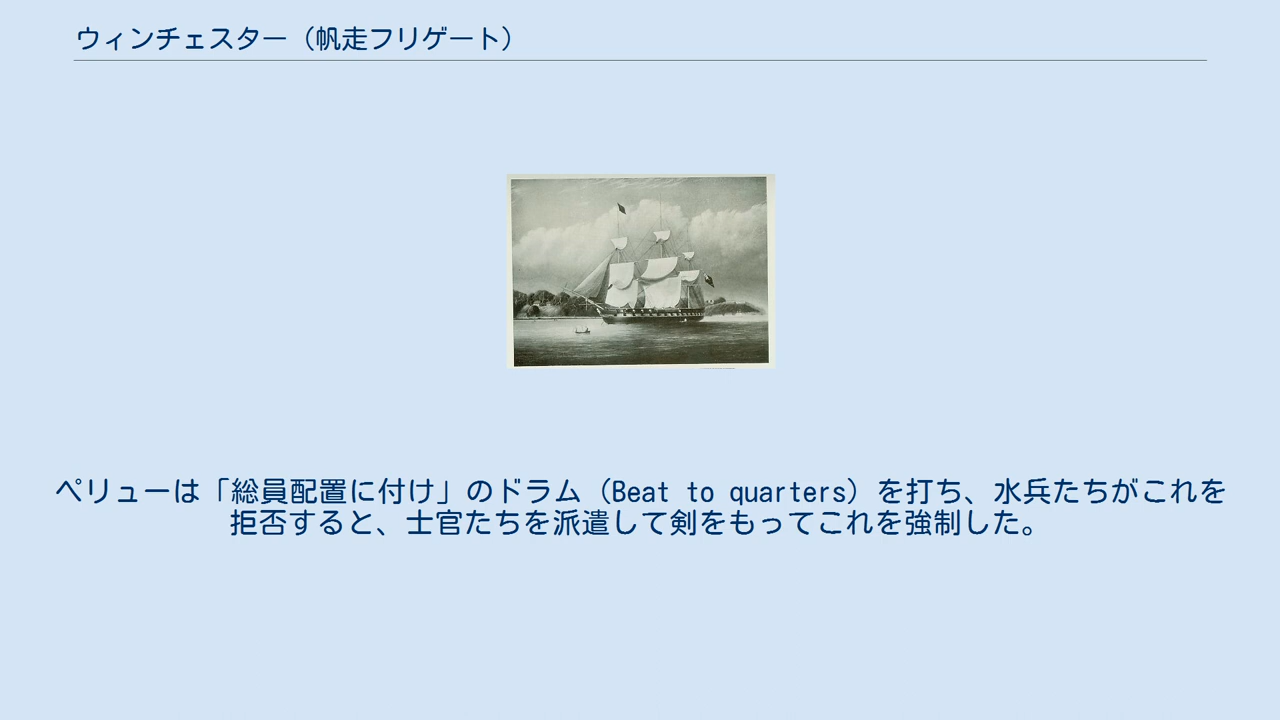 ウィンチェスター（帆走フリゲート）
ペリューは「総員配置に付け」のドラム（Beat to quarters）を打ち、水兵たちがこれを
拒否すると、士官たちを派遣して剣をもってこれを強制した。